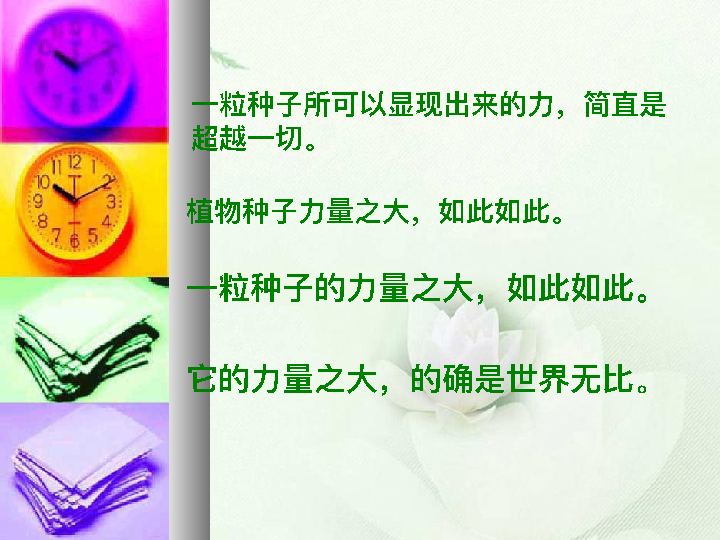 一粒种子所可以显现出来的力，简直是
超越一切。
植物种子力量之大，如此如此。
一粒种子的力量之大，如此如此。
它的力量之大，的确是世界无比。